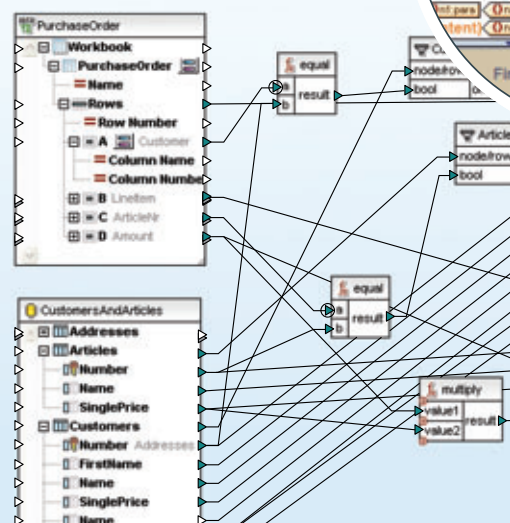 PurchaseOrder
Workbook
PurchaseOrder
Name
Rows
Row Number
A Customer
Column Name
Column Numbe
B LineItem
C ArticleNr
D Amount
CustomersAndArticles
Addresses
Articles
Number
Name
SinglePrice
Customers
Number Addresses
FirstName
Name
SinglePrice
Name
equal
a
b
result
node/row
bool
Article
node/row
bool
equal
a
b
result
multiply
value1
value2
result